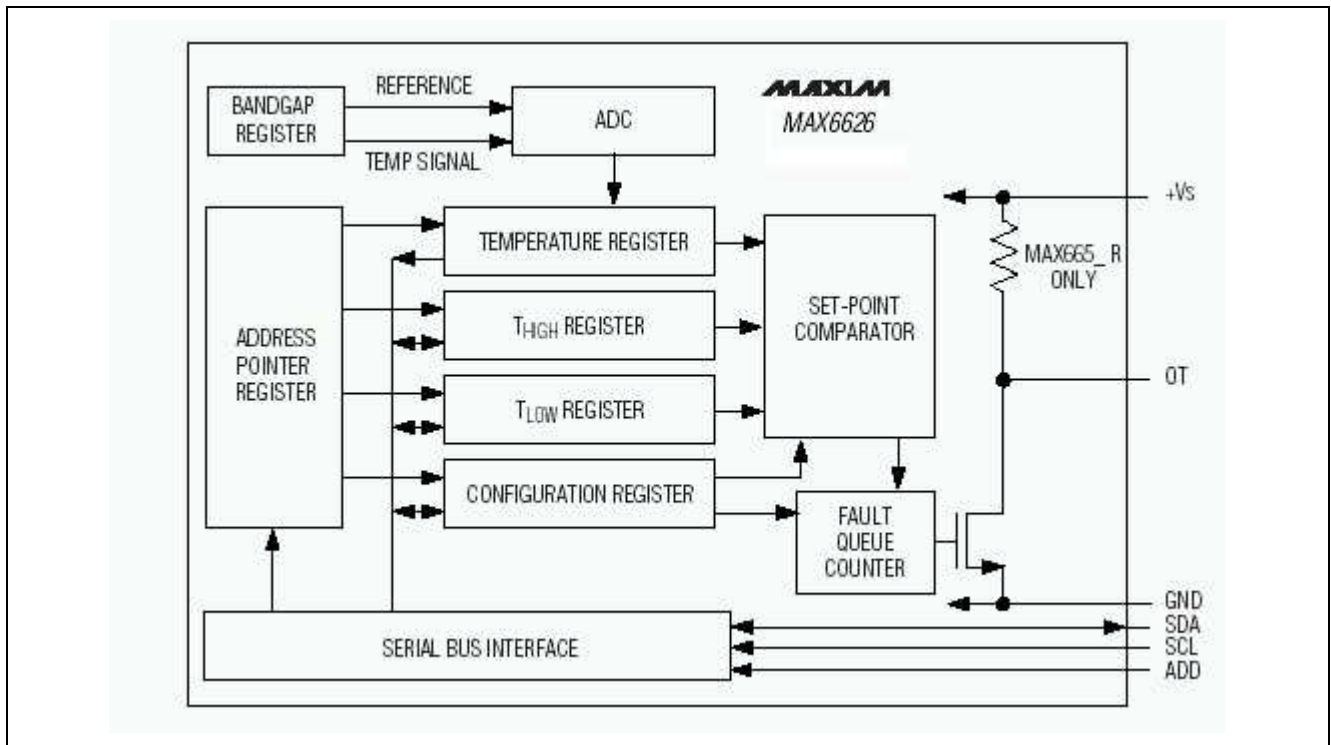 REFERENCE
BANDGAP
REGISTER
TEMP SIGNAL
ADC
MAXIM
MAX6626
+Vs
MAX665_ R
ONLY
TEMPERATURE REGISTER
SET-POINT
COMPARATOR
ADDRESS
POINTER
REGISTER
THIGH REGISTER
OT
TLOW REGISTER
CONFIGURATION REGISTER
FAULT
QUEUE
COUNTER
GND
SDA
SCL
ADD
SERIAL BUS INTERFACE